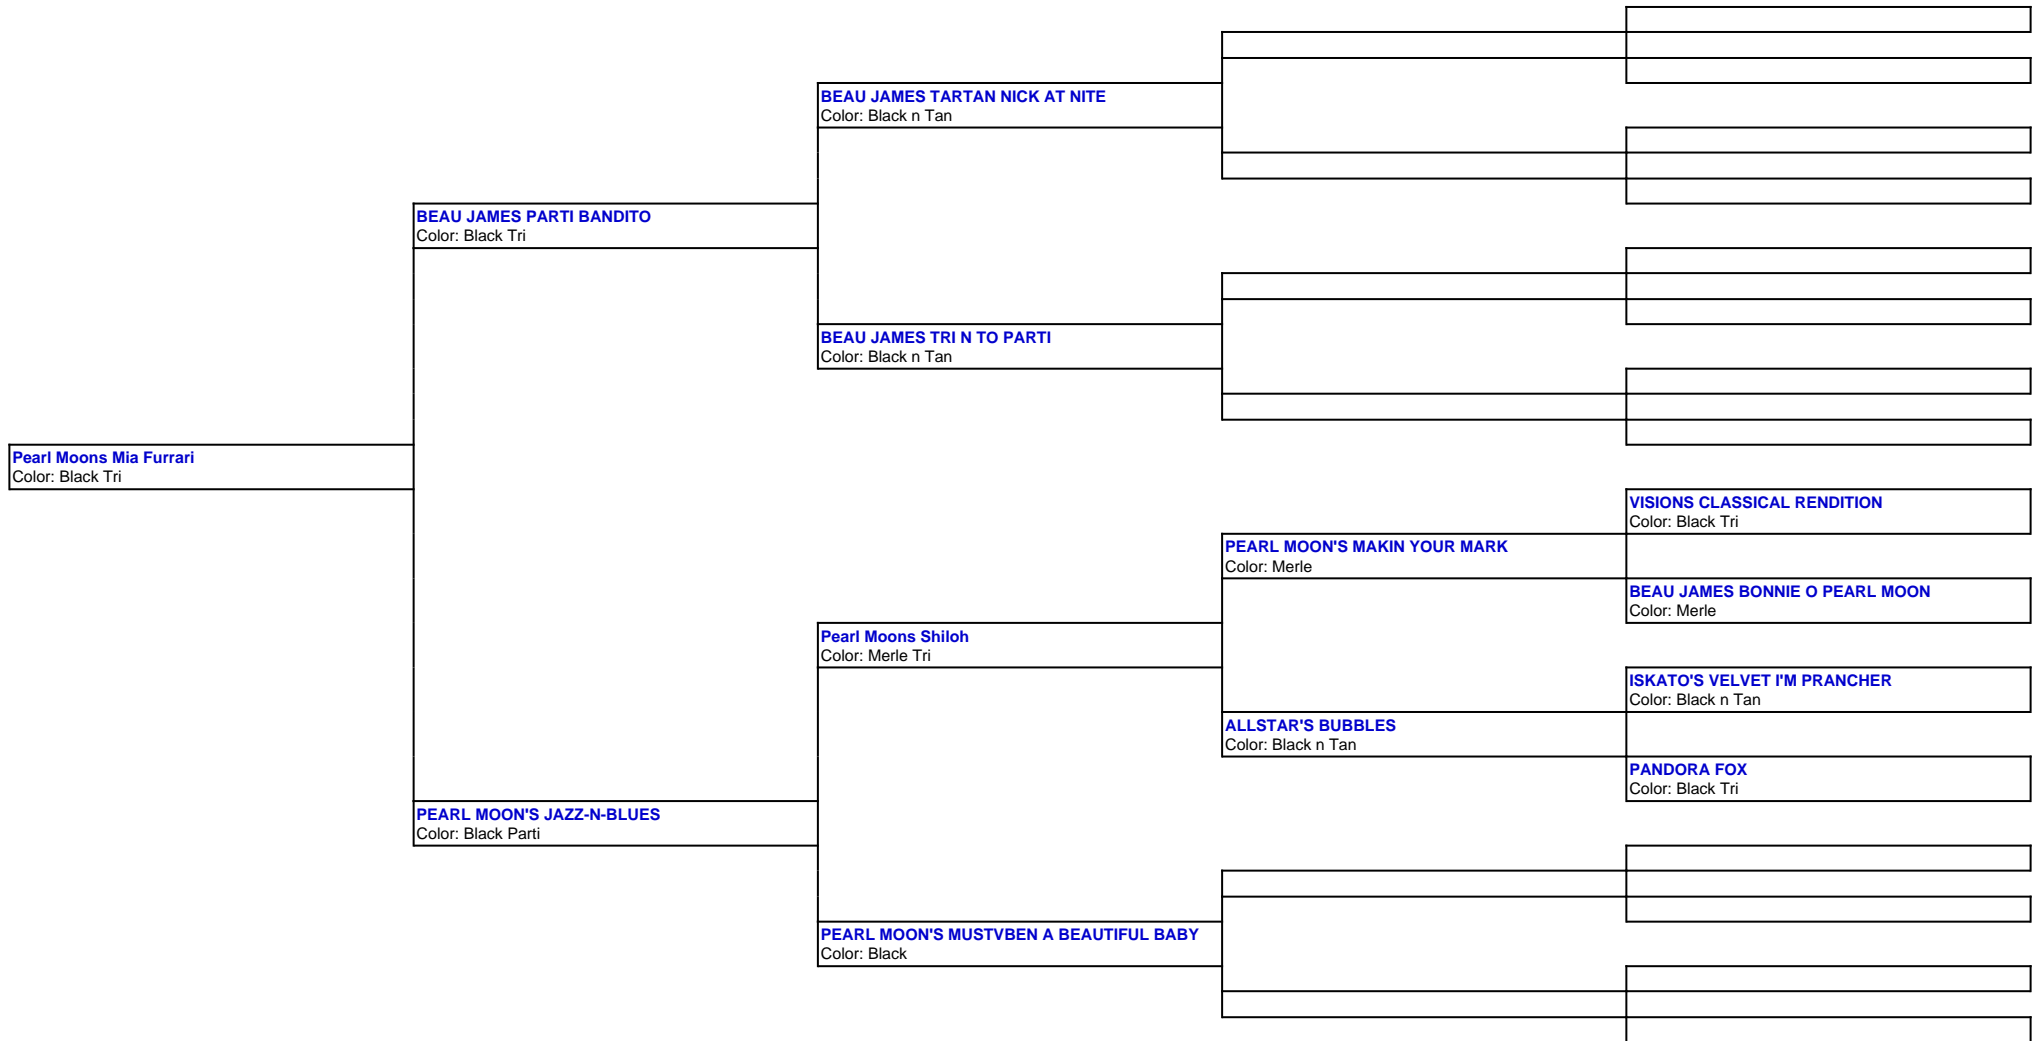 BEAU JAMES TARTAN NICK AT NITE
Color: Black n Tan
BEAU JAMES PARTI BANDITO
Color: Black Tri
BEAU JAMES TRI N TO PARTI
Color: Black n Tan
Pearl Moons Mia Furrari
Color: Black Tri
VISIONS CLASSICAL RENDITION
Color: Black Tri
PEARL MOON'S MAKIN YOUR MARK
Color: Merle
BEAU JAMES BONNIE O PEARL MOON
Color: Merle
Pearl Moons Shiloh
Color: Merle Tri
ISKATO'S VELVET I'M PRANCHER
Color: Black n Tan
ALLSTAR'S BUBBLES
Color: Black n Tan
PANDORA FOX
Color: Black Tri
PEARL MOON'S JAZZ-N-BLUES
Color: Black Parti
PEARL MOON'S MUSTVBEN A BEAUTIFUL BABY
Color: Black